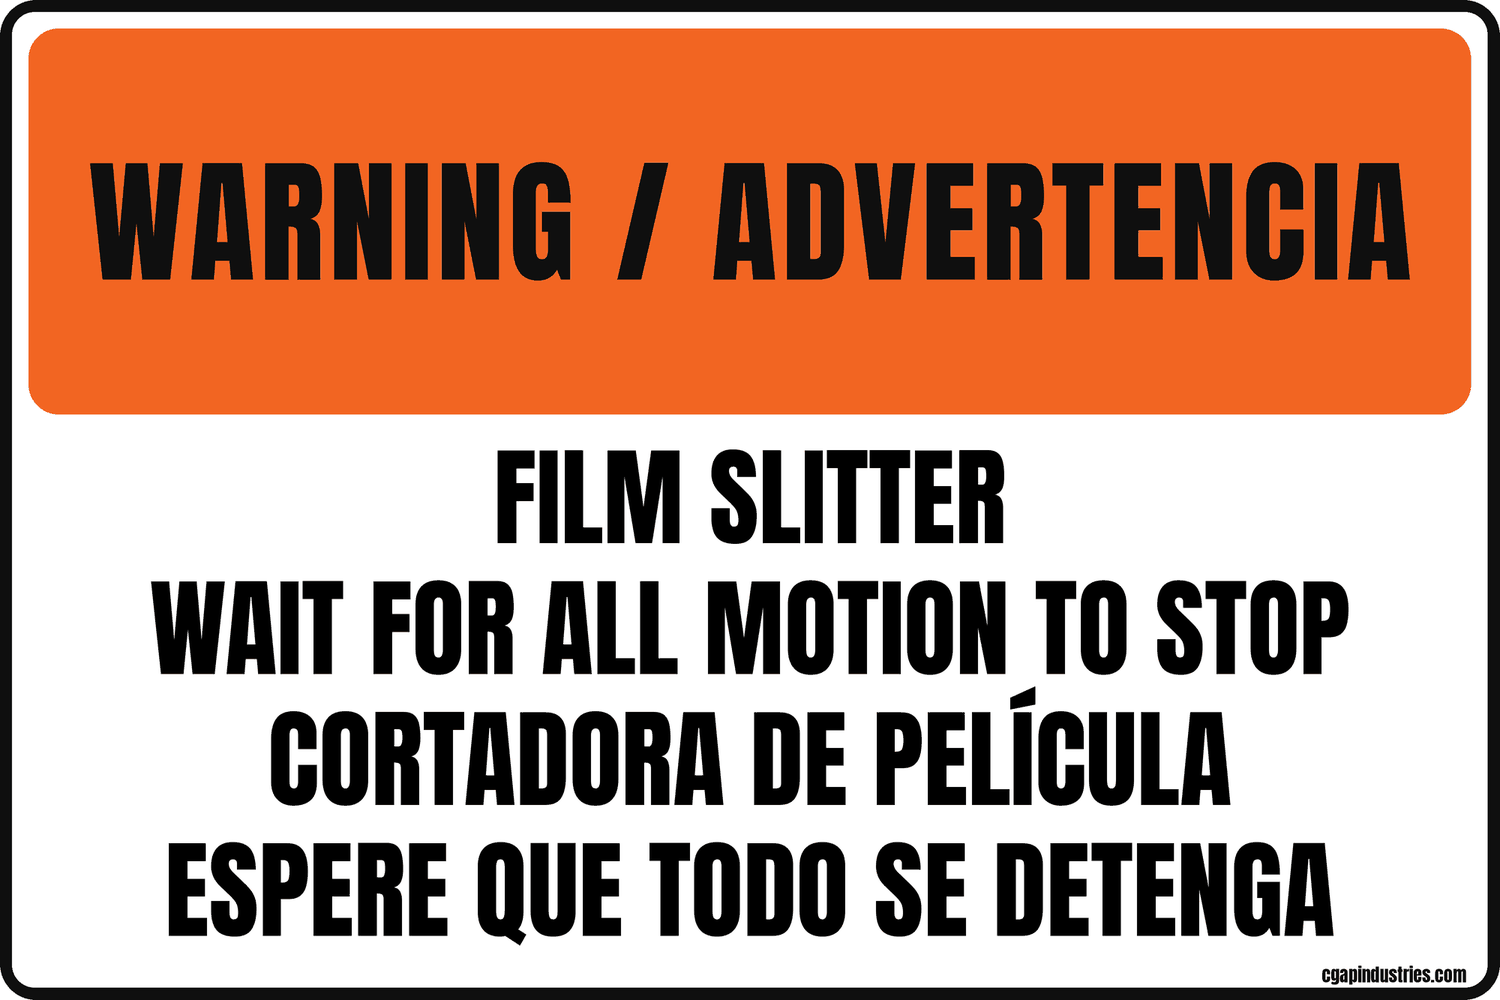 WARNING / ADVERTENCIA
FILM SLITTER
WAIT FOR ALL MOTION TO STOP
CORTADORA DE PELÍCULA
ESPERE QUE TODO SE DETENGA
cgapindustries.com